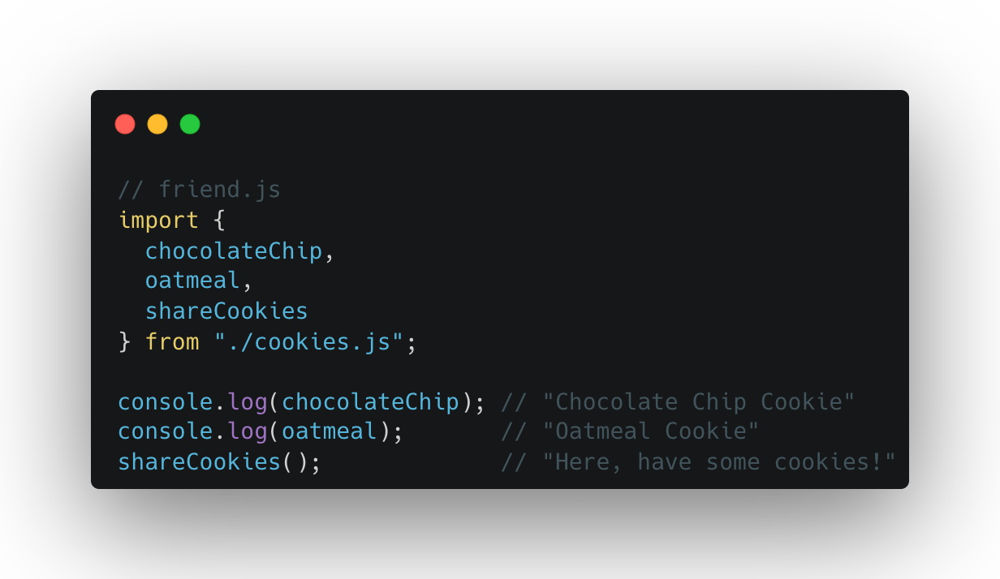 // friend.js
import {
  chocolateChip,
  oatmeal,
  shareCookies
} from "./cookies.js";

console.log(chocolateChip); // "Chocolate Chip Cookie"
console.log(oatmeal);       // "Oatmeal Cookie"
shareCookies();             // "Here, have some cookies!"